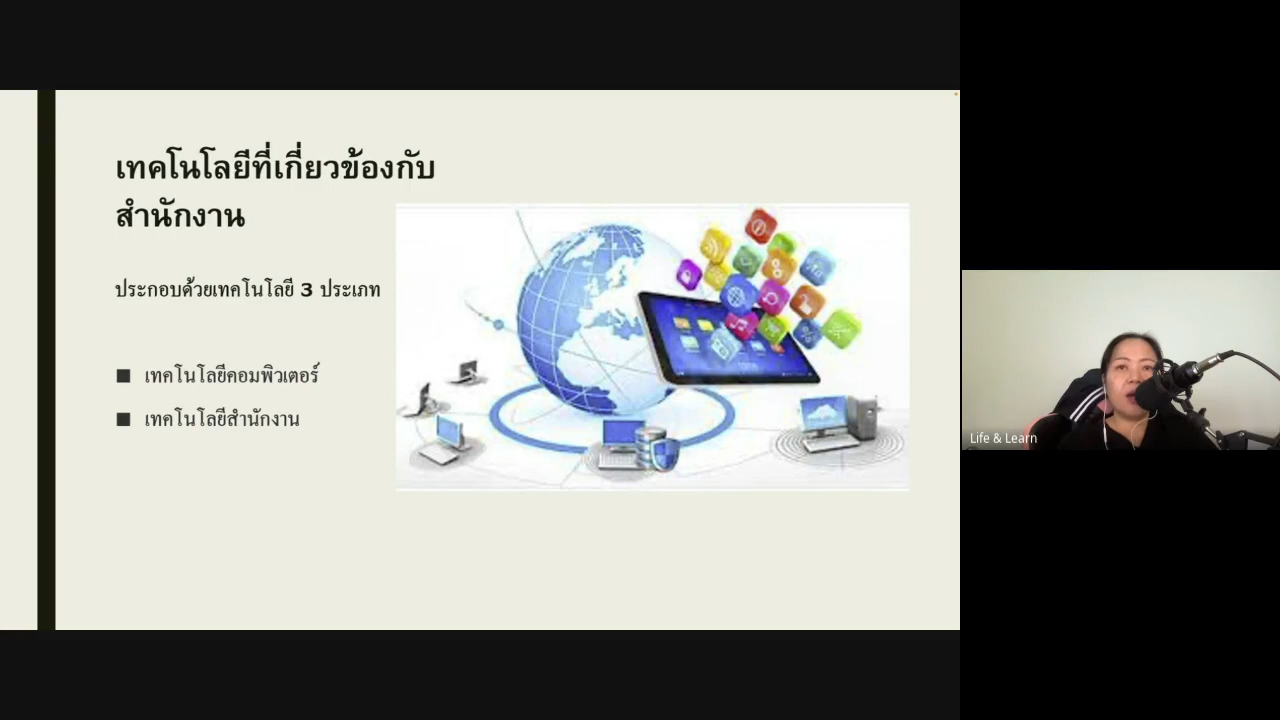 เทคโนโลยีที่เกี่ยวข้องกับ
สำนักงาน
ประกอบด้วยเทคโนโลยี 3 ประเภท
■ เทคโนโลยีคอมพิวเตอร์
■ เทคโนโลยีสำนักงาน
Life & Learn